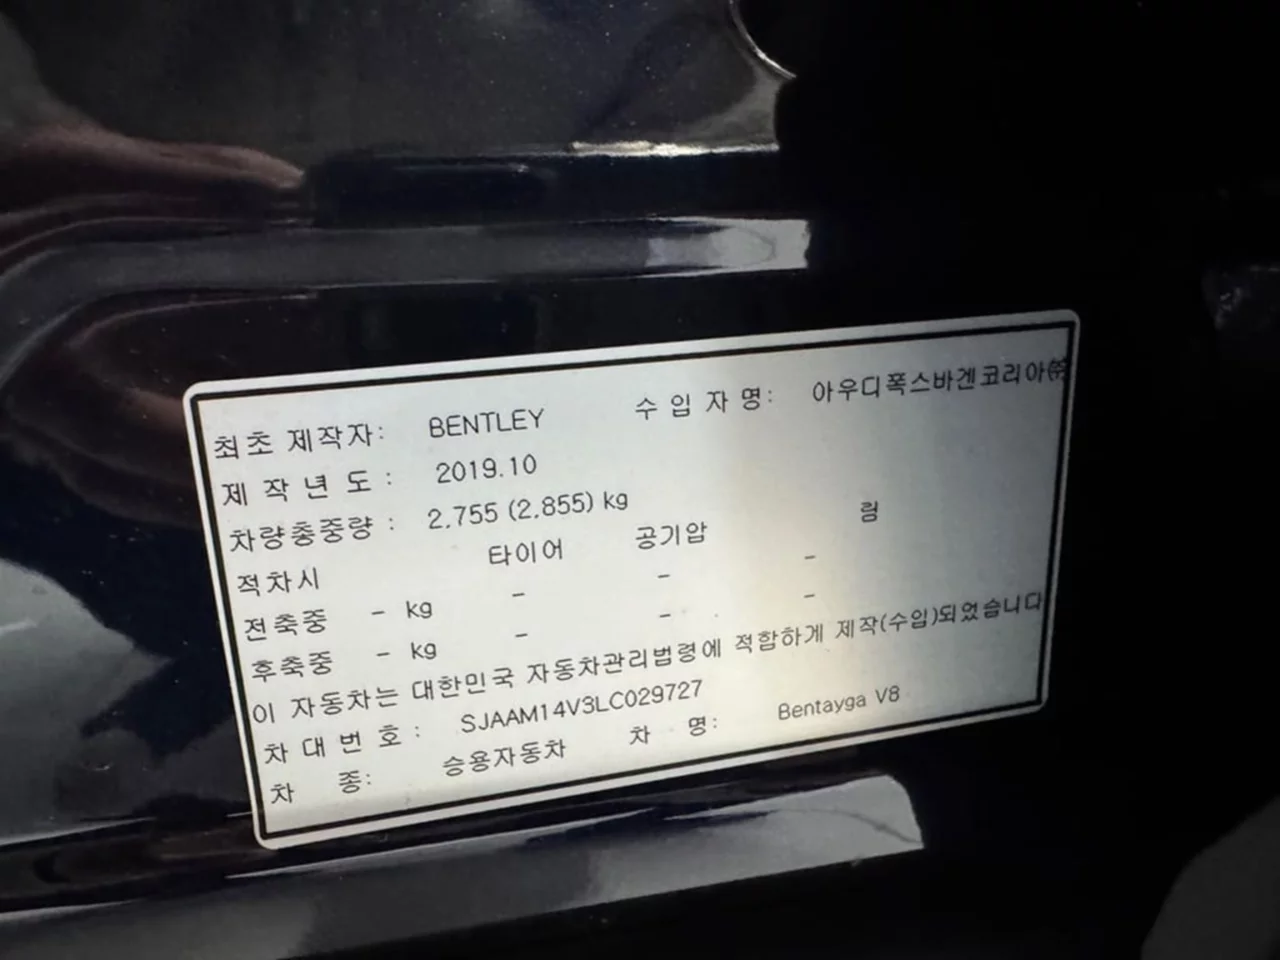 최초 제작자: BENTLEY 수 입 자 명: 아우디폭스바겐코리아㈜
제 작 년 도 : 2019.10
차량총중량 : 2.755 (2.855) kg
적차시 타이어 공기압 림
전축중 - kg - - -
후축중 - kg - - -
이 자동차는 대한민국 자동차관리법령에 적합하게 제작(수입)되었습니다
차 대 번 호 : SJAAM14V3LC029727
차 종: 승용자동차 차 명: Bentayga V8